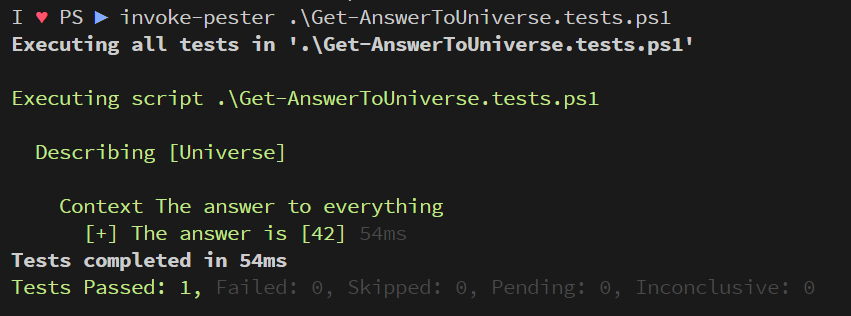 I ♥ PS ► invoke-pester .\Get-AnswerToUniverse.tests.ps1
Executing all tests in '.\Get-AnswerToUniverse.tests.ps1'
Executing script .\Get-AnswerToUniverse.tests.ps1
Describing [Universe]
Context The answer to everything
[+] The answer is [42] 54ms
Tests completed in 54ms
Tests Passed: 1, Failed: 0, Skipped: 0, Pending: 0, Inconclusive: 0